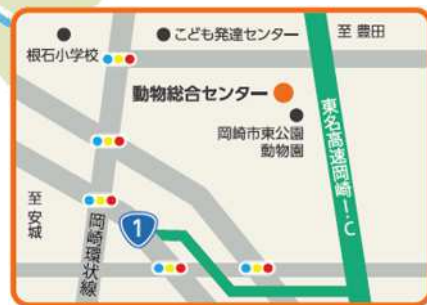 根石小学校
こども発達センター
至 豊田
動物総合センター
岡崎市東公園
動物園
東名高速岡崎I.C
至 安城
岡崎環状線
1